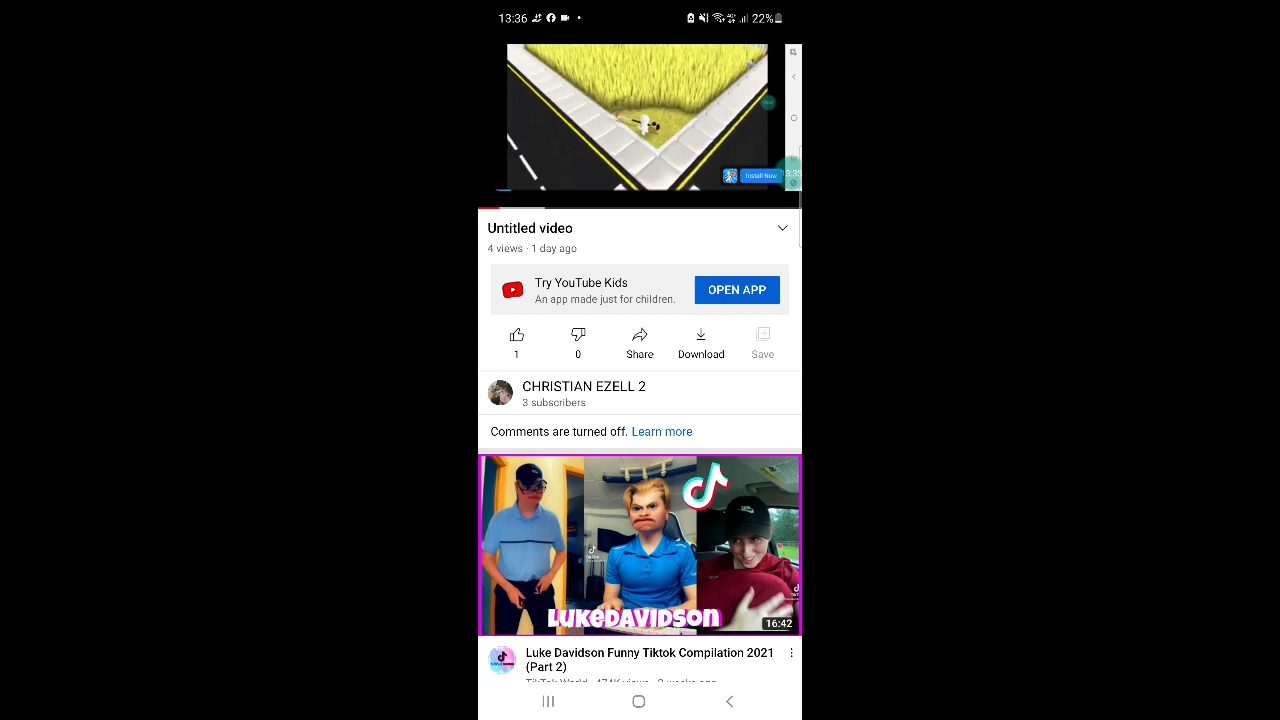 13:36
22%
Install Now
13:35
Untitled video
4 views · 1 day ago
Try YouTube Kids
An app made just for children.
OPEN APP
1
0
Share
Download
Save
CHRISTIAN EZELL 2
3 subscribers
Comments are turned off. Learn more
LUKEDAVIDSON
16:42
Luke Davidson Funny Tiktok Compilation 2021
(Part 2)